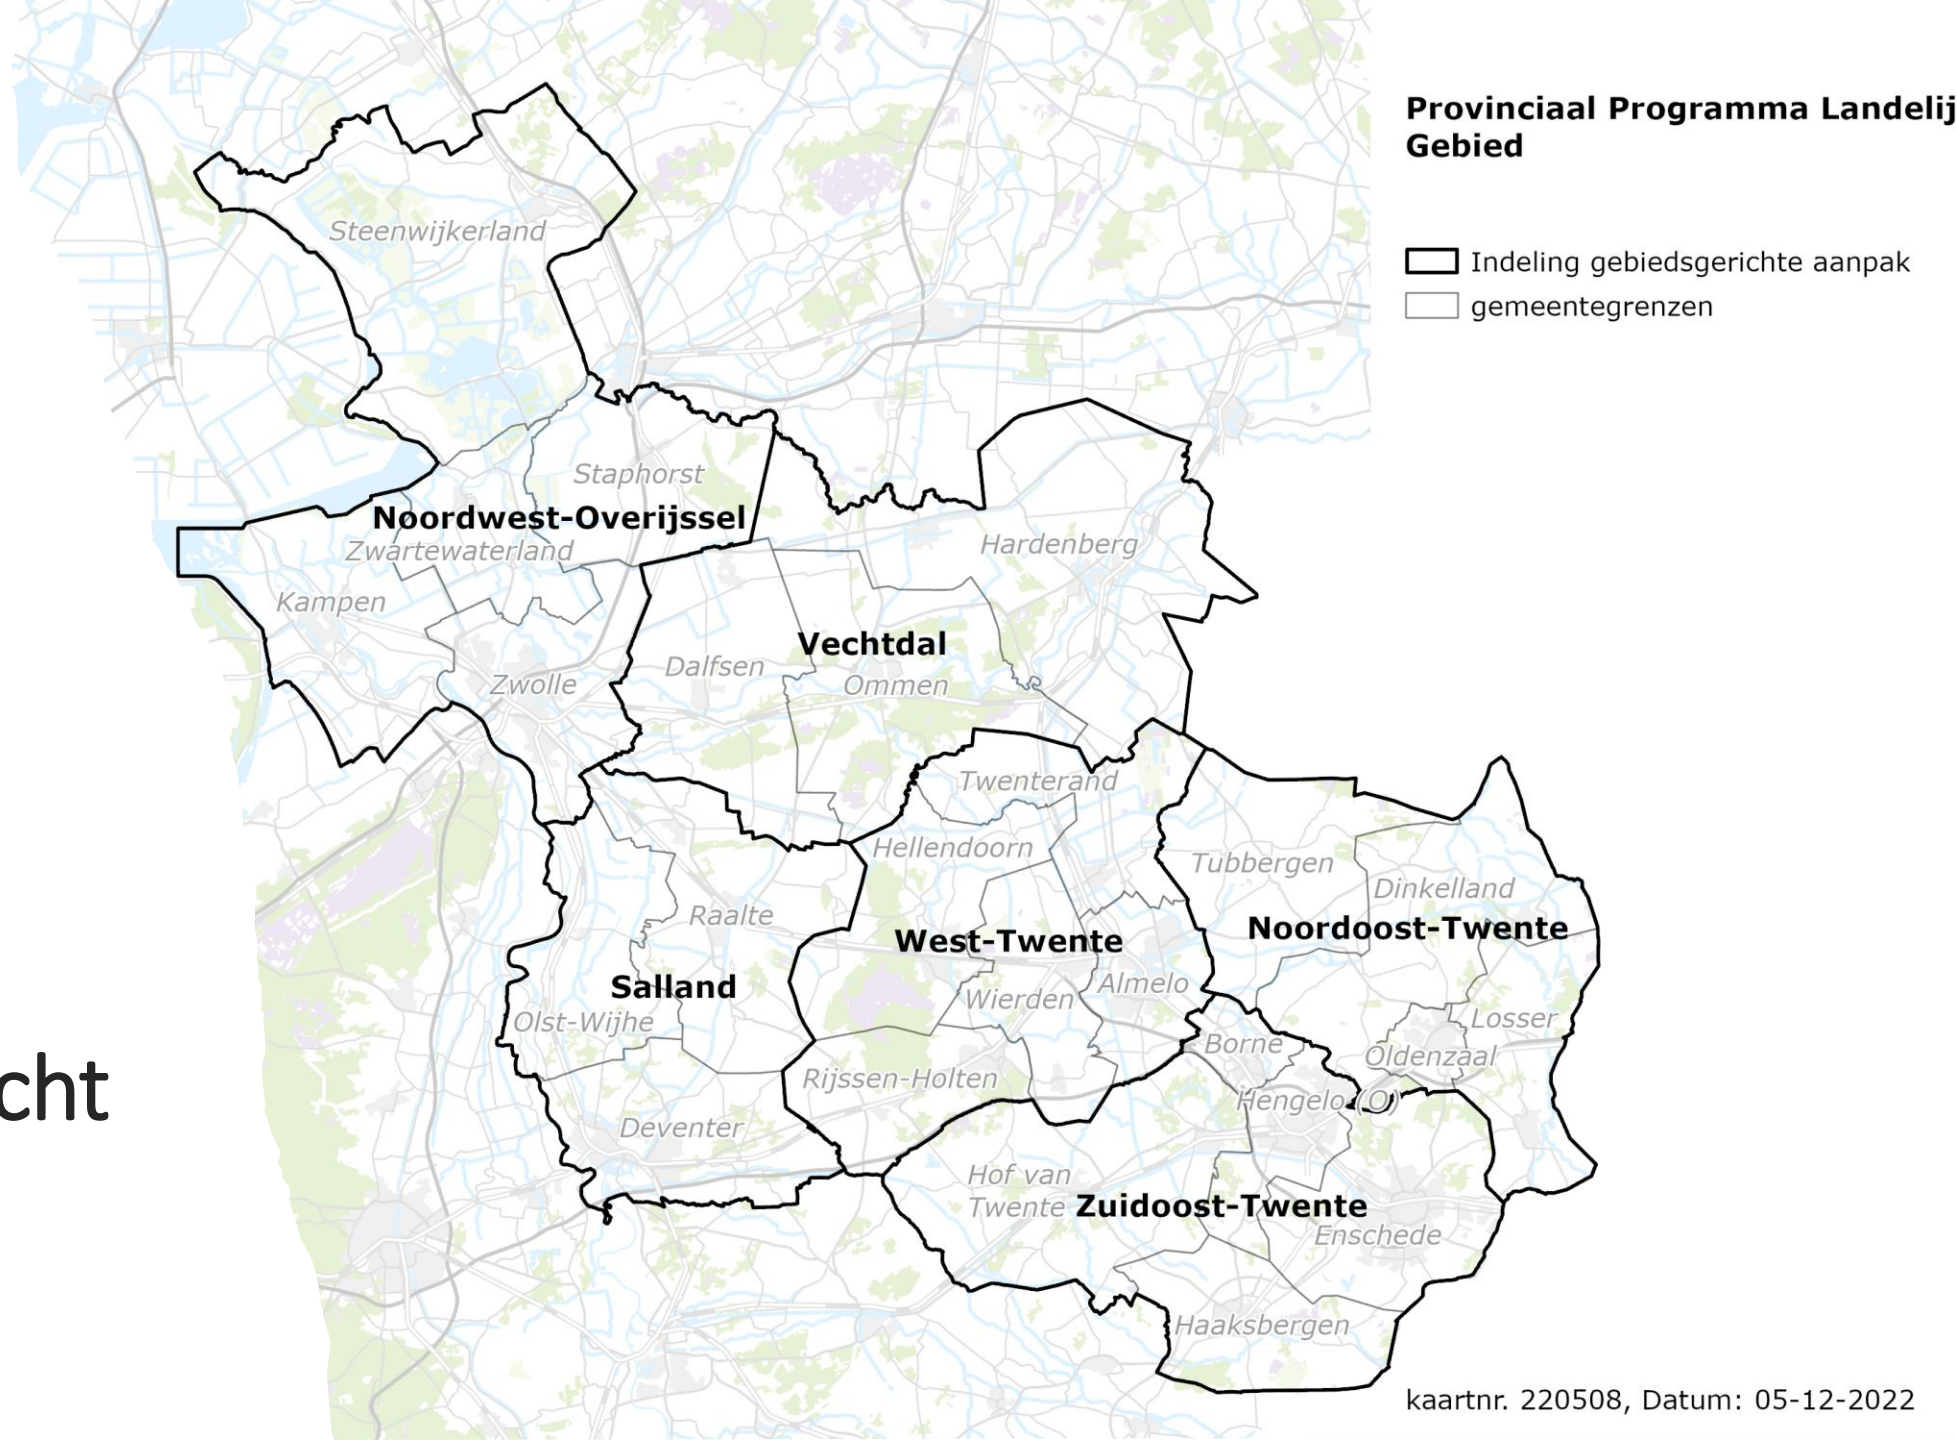 Provinciaal Programma Landelij
Gebied
Indeling gebiedsgerichte aanpak
gemeentegrenzen
Steenwijkerland
Staphorst
Noordwest-Overijssel
Zwartewaterland
Hardenberg
Kampen
Vechtdal
Dalfsen
Ommen
Zwolle
Twenterand
Hellendoorn
Tubbergen
Dinkelland
Raalte
Noordoost-Twente
West-Twente
Almelo
Salland
Wierden
Olst-Wijhe
Losser
Borne
Oldenzaal
Rijssen-Holten
Hengelo (O)
cht
Deventer
Hof van
Twente
Zuidoost-Twente
Enschede
Haaksbergen
kaartnr. 220508, Datum: 05-12-2022